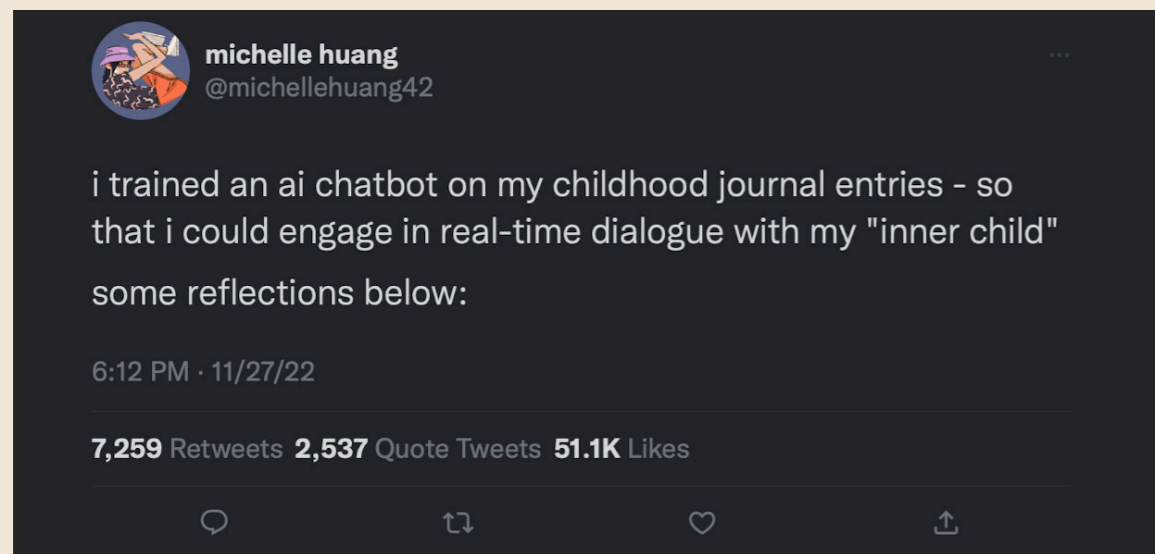 michelle huang
@michellehuang42
i trained an ai chatbot on my childhood journal entries - so
that i could engage in real-time dialogue with my "inner child"
some reflections below:
6:12 PM · 11/27/22
7,259 Retweets 2,537 Quote Tweets 51.1K Likes